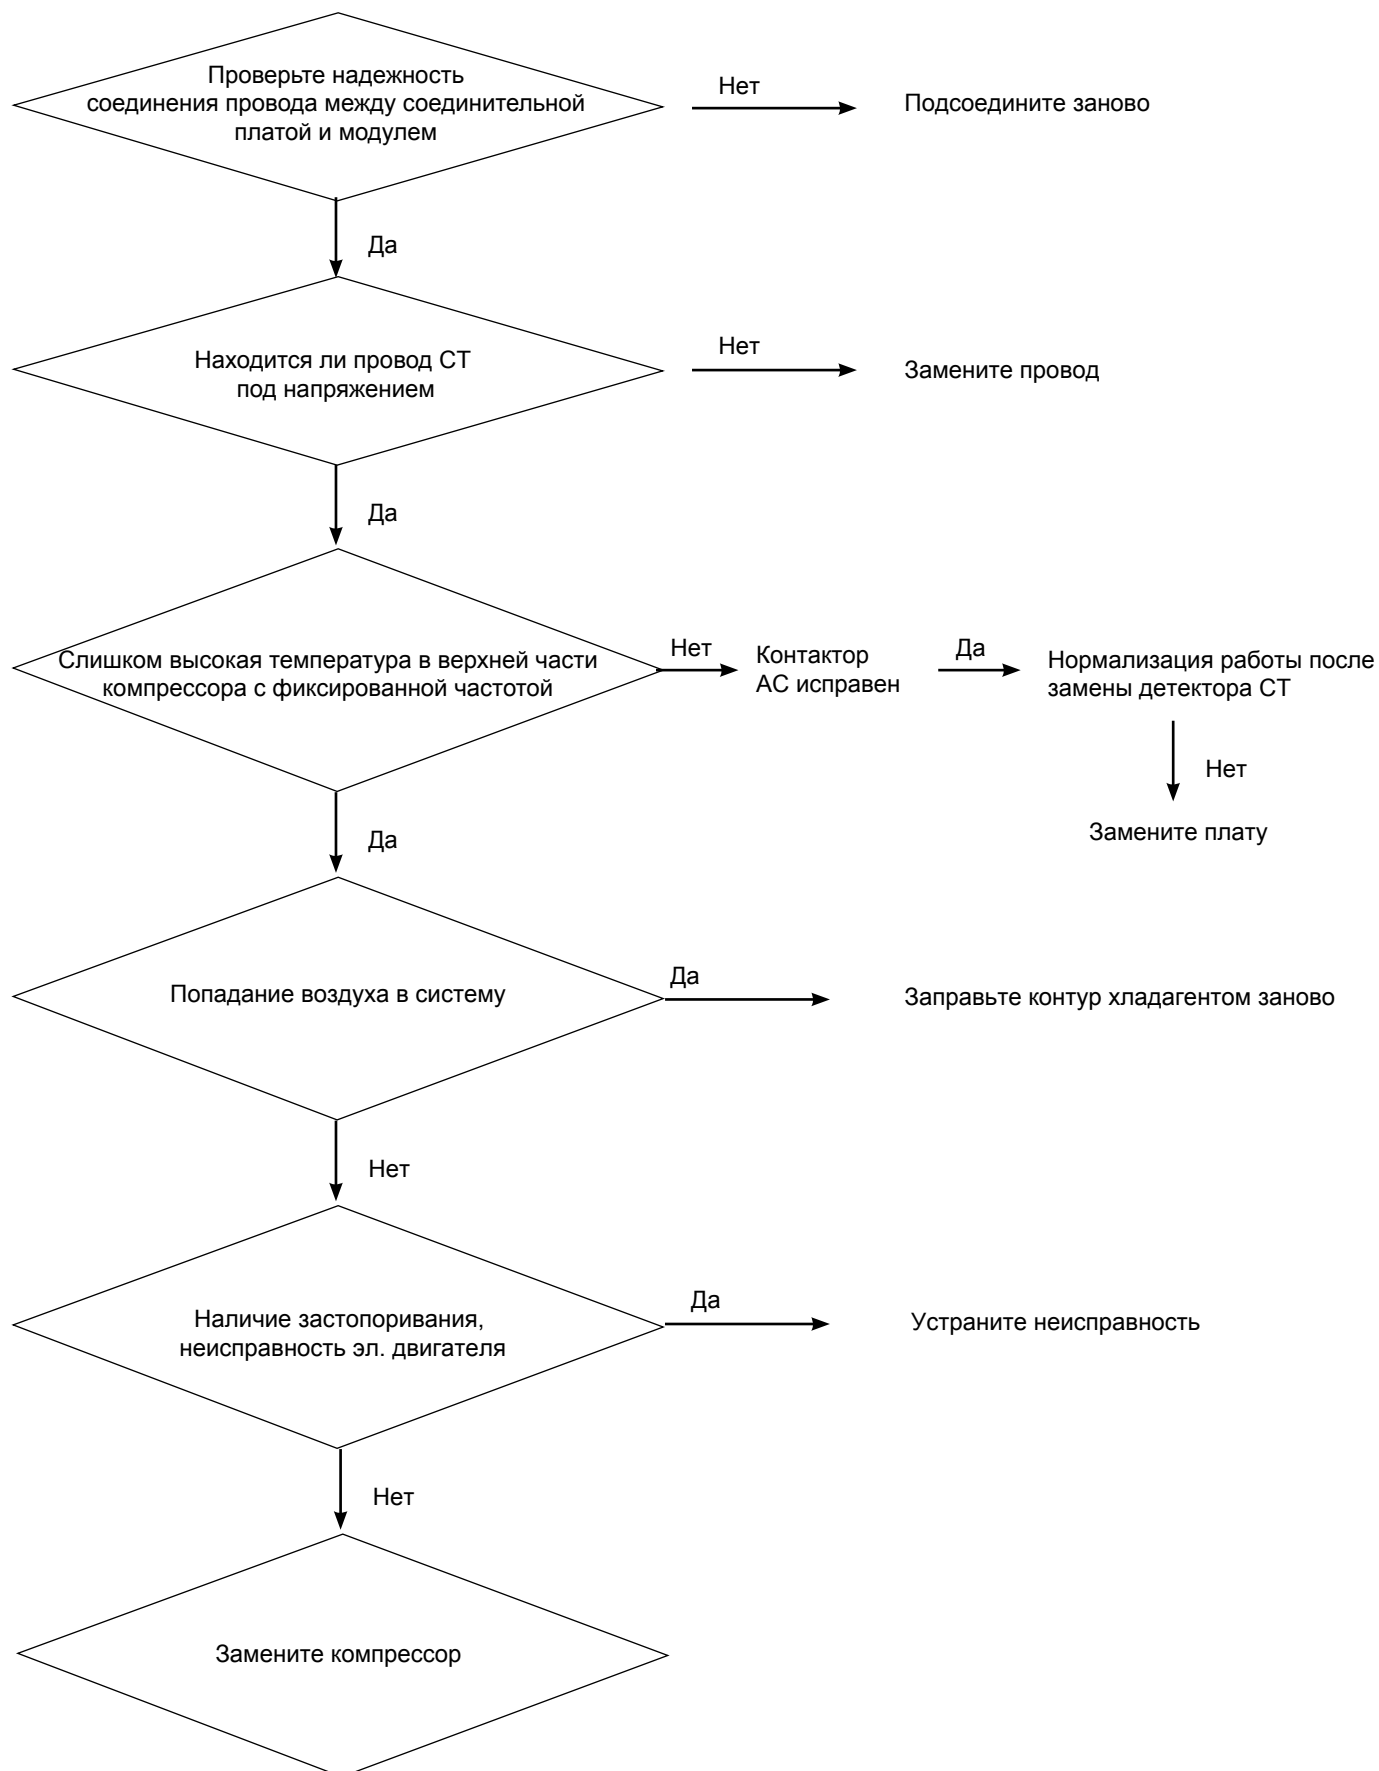 Проверьте надежность
соединения провода между соединительной
платой и модулем
Нет
Подсоедините заново
Да
Находится ли провод СТ
под напряжением
Нет
Замените провод
Да
Слишком высокая температура в верхней части
компрессора с фиксированной частотой
Нет
Контактор
АС исправен
Да
Нормализация работы после
замены детектора СТ
Нет
Замените плату
Да
Попадание воздуха в систему
Да
Заправьте контур хладагентом заново
Нет
Наличие застопоривания,
неисправность эл. двигателя
Да
Устраните неисправность
Нет
Замените компрессор